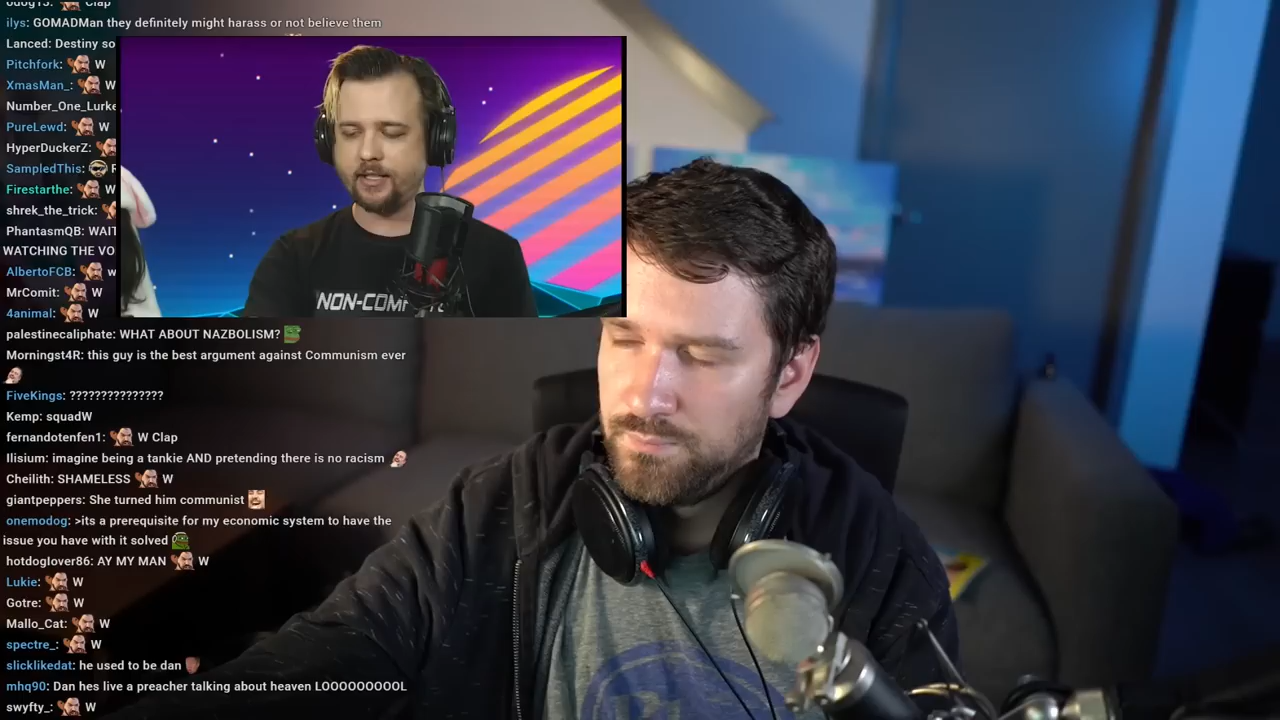 odog13: Clap
ilys: GOMADMan they definitely might harass or not believe them
Lanced: Destiny so
Pitchfork: W
XmasMan_: W
Number_One_Lurke
PureLewd: W
HyperDuckerZ:
SampledThis: R
Firestarthe: W
shrek_the_trick:
PhantasmQB: WAIT
WATCHING THE VO
AlbertoFCB: W
MrComit: W
4animal: W
palestinecaliphate: WHAT ABOUT NAZBOLISM?
Morningst4R: this guy is the best argument against Communism ever
FiveKings: ???????????????
Kemp: squadW
fernandotenfen1: W Clap
Ilisium: imagine being a tankie AND pretending there is no racism
Cheilith: SHAMELESS W
giantpeppers: She turned him communist
onemodog: >its a prerequisite for my economic system to have the
issue you have with it solved
hotdoglover86: AY MY MAN W
Lukie: W
Gotre: W
Mallo_Cat: W
spectre_: W
slicklikedat: he used to be dan
mhq90: Dan hes live a preacher talking about heaven LOOOOOOOOL
swyfty_: W
NON-COMP